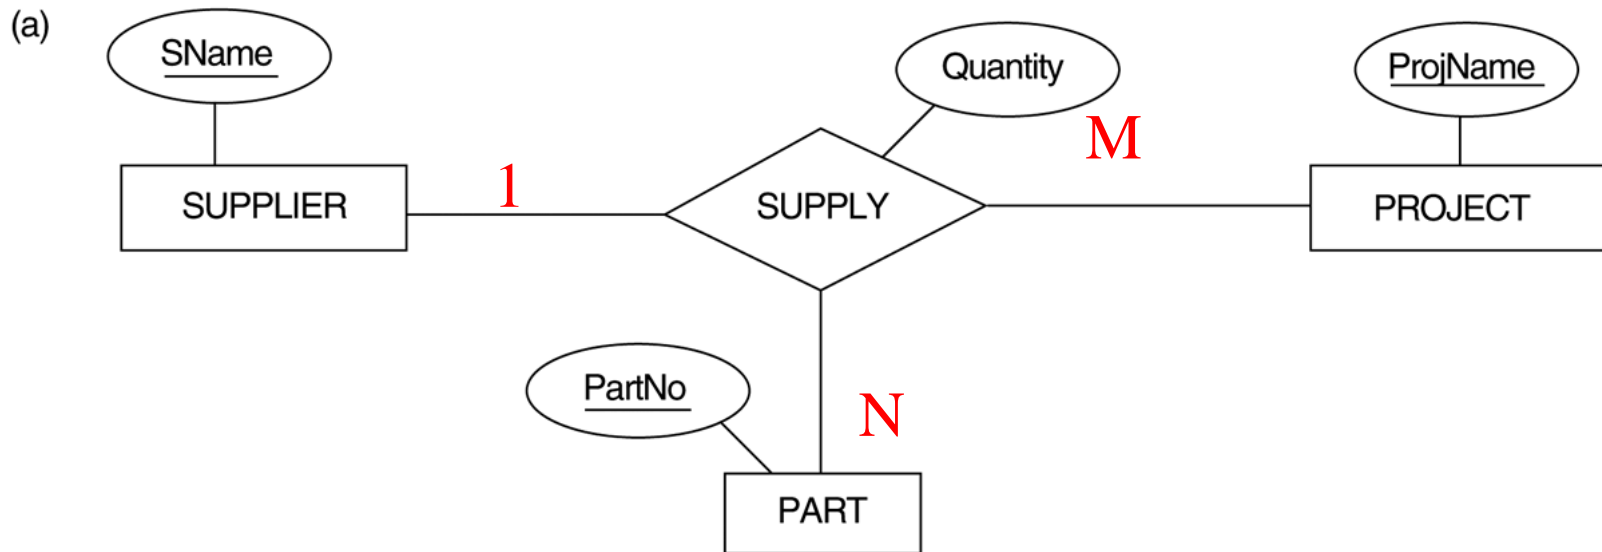 (a)
SName
Quantity
ProjName
M
1
SUPPLIER
SUPPLY
PROJECT
PartNo
N
PART